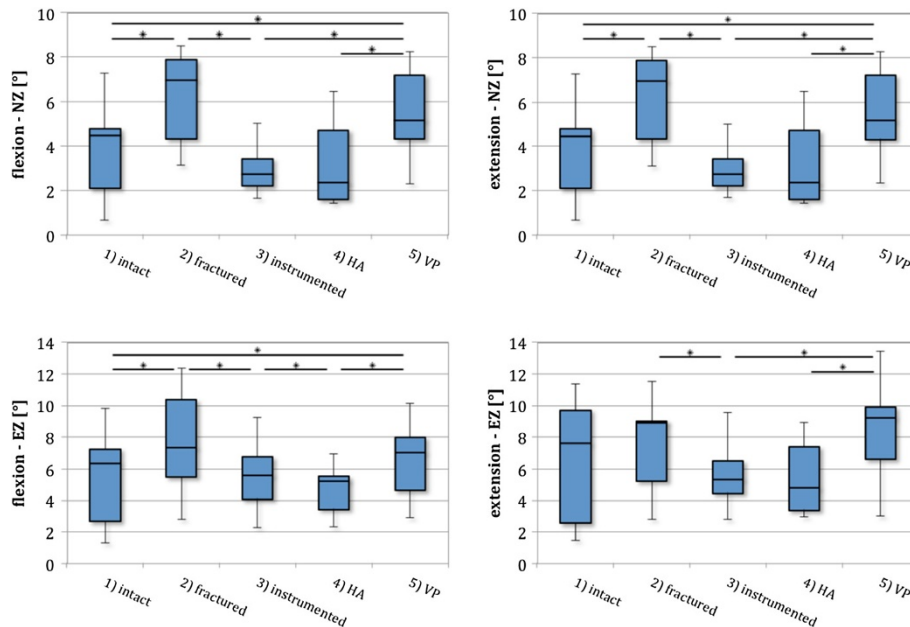 flexion - NZ [°]
10
8
6
4
2
0
* 
* * *
*
1) intact
2) fractured
3) instrumented
4) HA
5) VP
extension - NZ [°]
10
8
6
4
2
0
*
* * *
*
1) intact
2) fractured
3) instrumented
4) HA
5) VP
flexion - EZ [°]
14
12
10
8
6
4
2
0
*
* * * *
1) intact
2) fractured
3) instrumented
4) HA
5) VP
extension - EZ [°]
14
12
10
8
6
4
2
0
* *
*
1) intact
2) fractured
3) instrumented
4) HA
5) VP